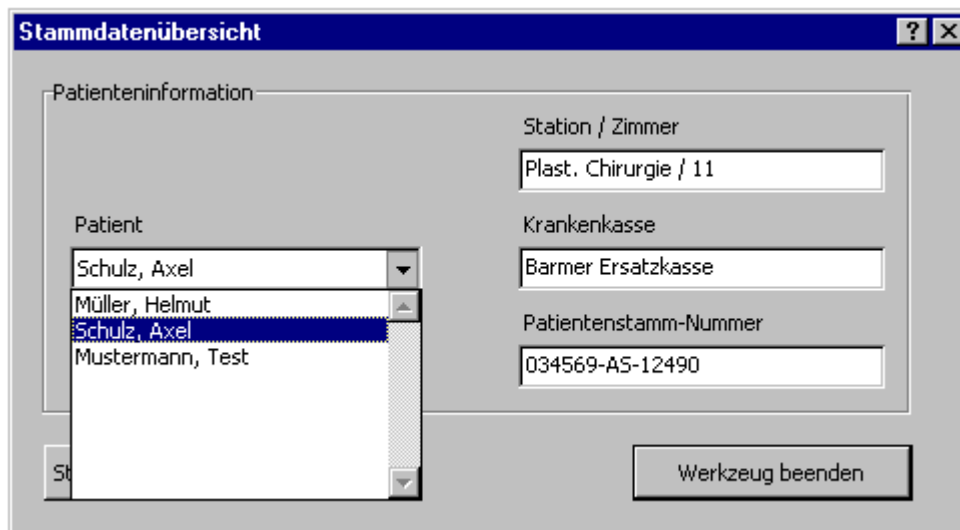 Stammdatenübersicht
Patienteninformation
Station / Zimmer
Plast. Chirurgie / 11
Patient
Schulz, Axel
Müller, Helmut
Schulz, Axel
Mustermann, Test
Krankenkasse
Barmer Ersatzkasse
Patientenstamm-Nummer
034569-AS-12490
Werkzeug beenden